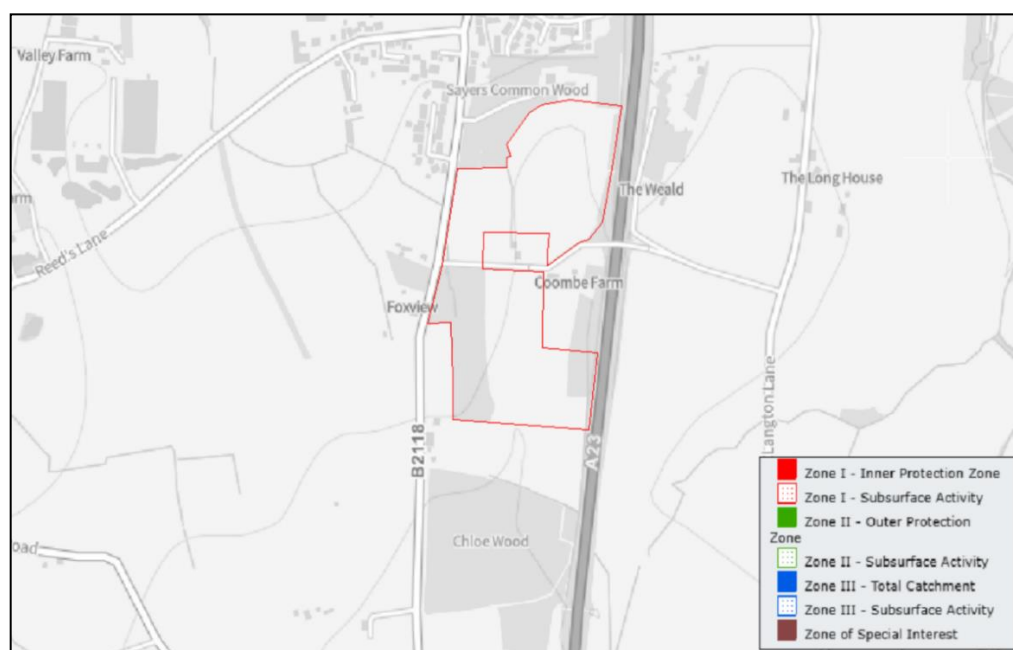 Valley Farm
Sayers Common Wood
The Weald
The Long House
arm
Reed's Lane
Coombe Farm
Foxview
Langton Lane
B2118
A23
Chloe Wood
oad
Zone I - Inner Protection Zone
Zone I - Subsurface Activity
Zone II - Outer Protection
Zone
Zone II - Subsurface Activity
Zone III - Total Catchment
Zone III - Subsurface Activity
Zone of Special Interest